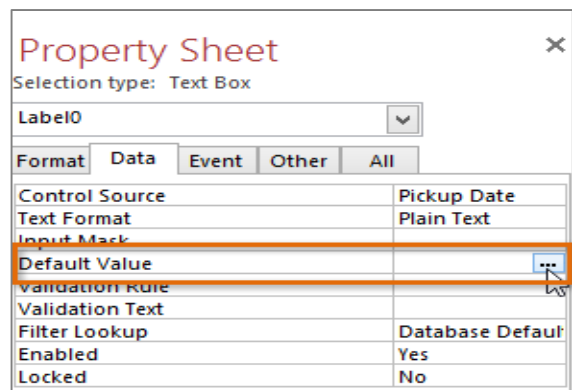 Property Sheet
Selection type: Text Box
Label0
Format Data Event Other All
Control Source Pickup Date
Text Format Plain Text
Input Mask
Default Value ...
Validation Rule
Validation Text
Filter Lookup Database Default
Enabled Yes
Locked No